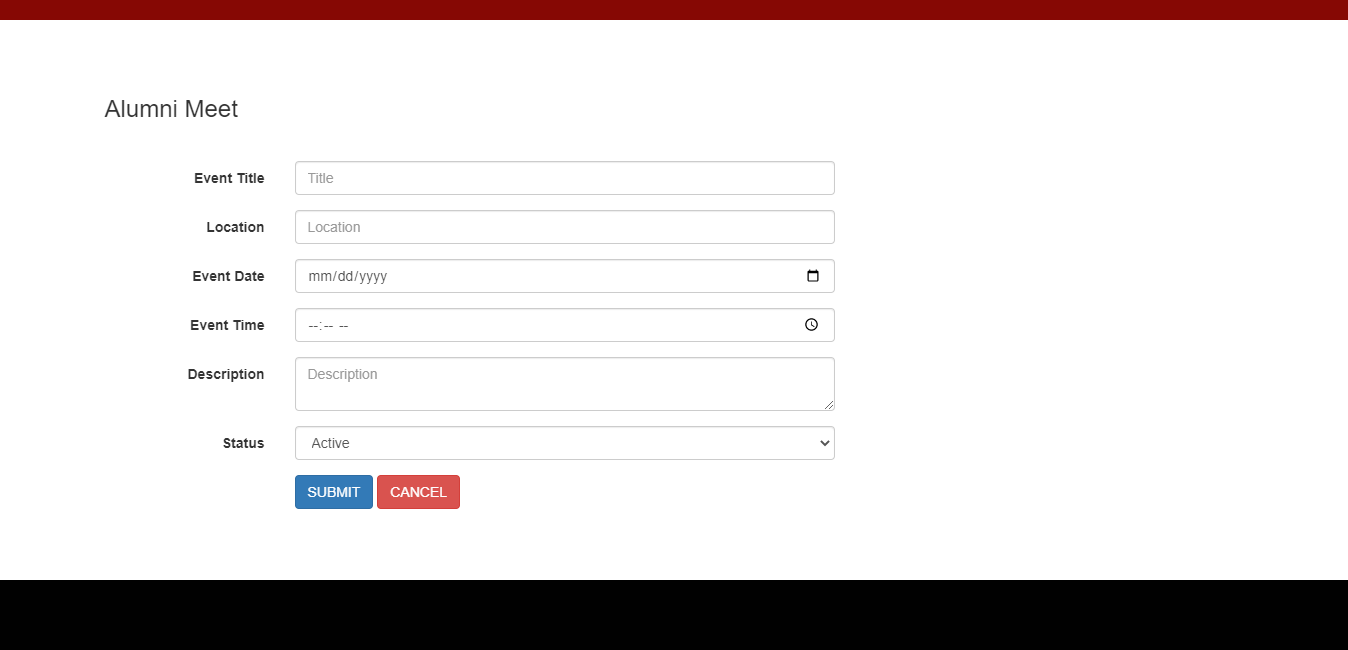 Alumni Meet
Event Title Title
Location Location
Event Date mm/dd/yyyy
Event Time --:-- --
Description Description
Status Active
SUBMIT CANCEL